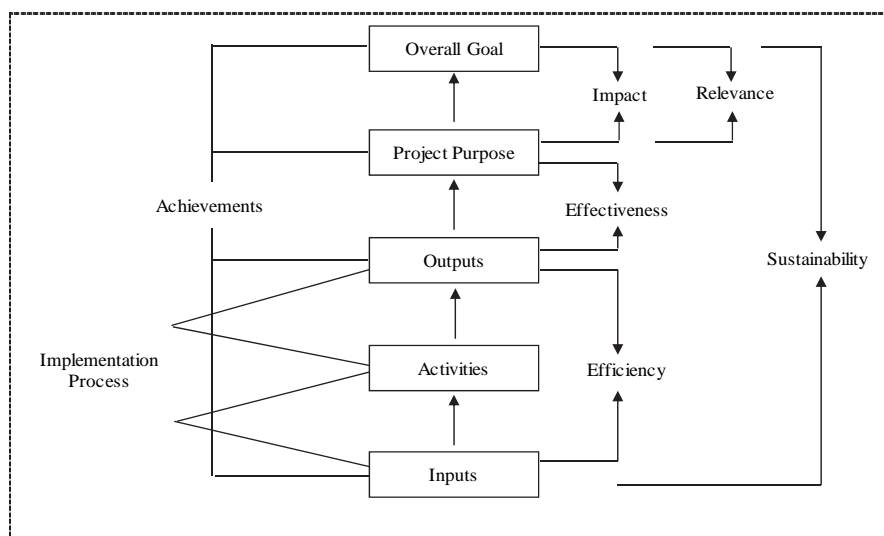 Overall Goal
Impact
Relevance
Project Purpose
Achievements
Effectiveness
Outputs
Sustainability
Implementation
Process
Activities
Efficiency
Inputs